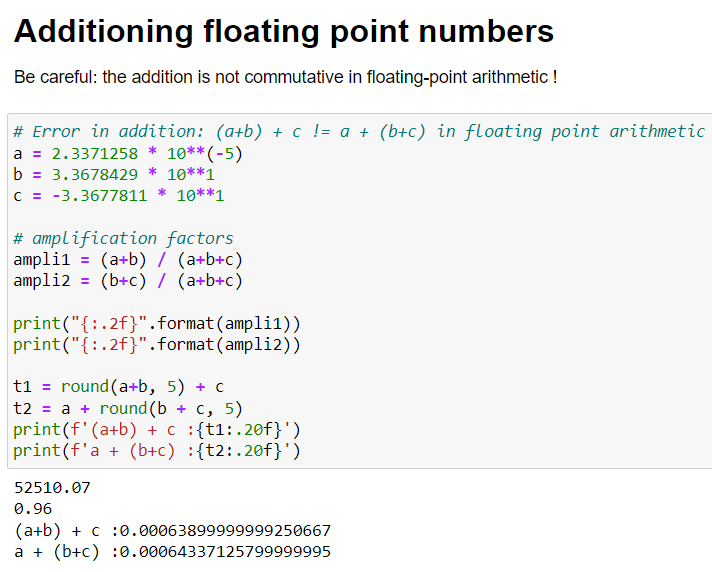 Additioning floating point numbers
Be careful: the addition is not commutative in floating-point arithmetic !
# Error in addition: (a+b) + c != a + (b+c) in floating point arithmetic
a = 2.3371258 * 10**(-5)
b = 3.3678429 * 10**1
c = -3.3677811 * 10**1
# amplification factors
ampli1 = (a+b) / (a+b+c)
ampli2 = (b+c) / (a+b+c)
print("{:.2f}".format(ampli1))
print("{:.2f}".format(ampli2))
t1 = round(a+b, 5) + c
t2 = a + round(b + c, 5)
print(f'(a+b) + c :{t1:.20f}')
print(f'a + (b+c) :{t2:.20f}')
52510.07
0.96
(a+b) + c :0.00063899999999250667
a + (b+c) :0.00064337125799999995